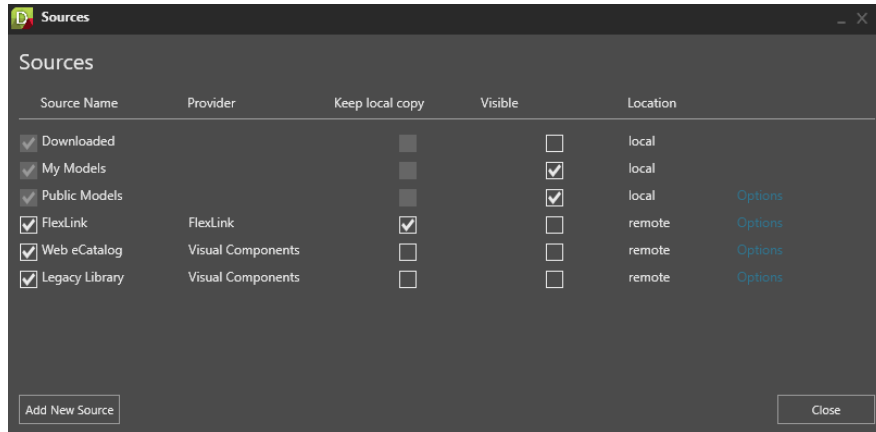 D Sources
Sources
Source Name Provider Keep local copy Visible Location
Downloaded local
My Models local
Public Models local Options
FlexLink FlexLink remote Options
Web eCatalog Visual Components remote Options
Legacy Library Visual Components remote Options
Add New Source Close